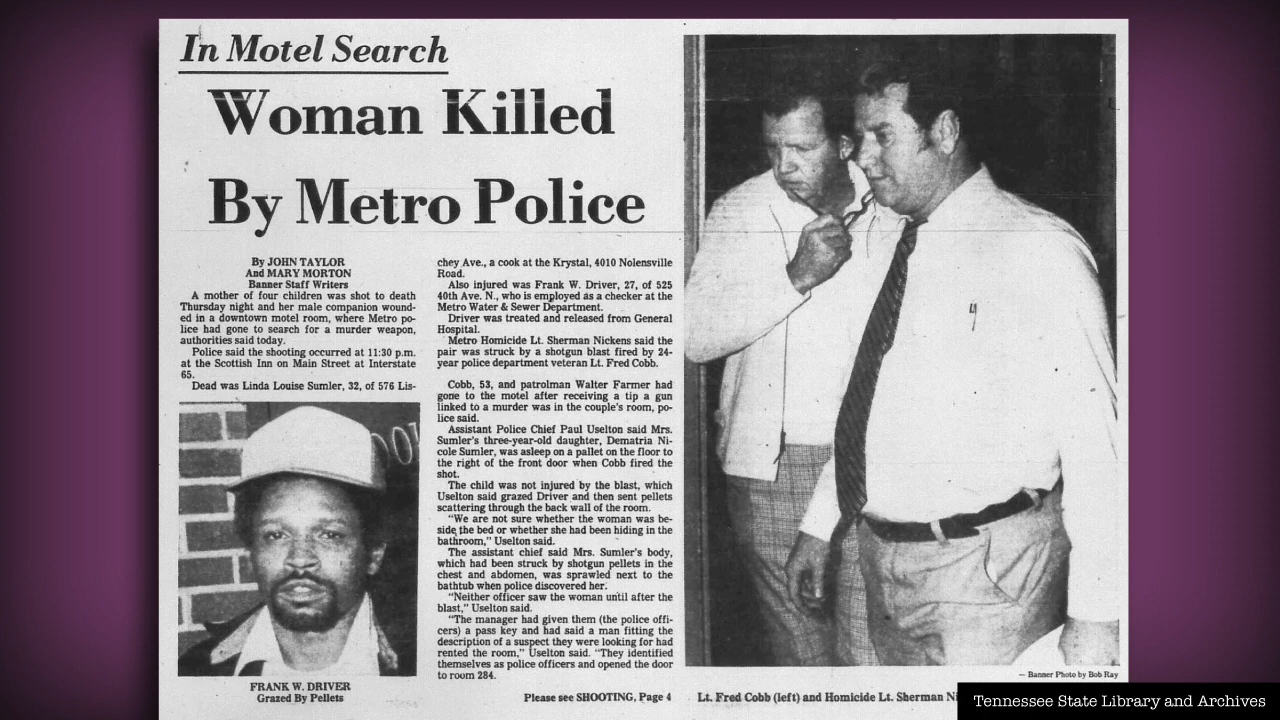 In Motel Search
Woman Killed
By Metro Police
By JOHN TAYLOR
And MARY MORTON
Banner Staff Writers
A mother of four children was shot to death
Thursday night and her male companion wound-
ed in a downtown motel room, where Metro po-
lice had gone to search for a murder weapon,
authorities said today.
Police said the shooting occurred at 11:30 p.m.
at the Scottish Inn on Main Street at Interstate
65.
Dead was Linda Louise Sumler, 32, of 576 Lis-
FRANK W. DRIVER
Grazed By Pellets
chey Ave., a cook at the Krystal, 4010 Nolensville
Road.
Also injured was Frank W. Driver, 27, of 525
40th Ave. N., who is employed as a checker at the
Metro Water & Sewer Department.
Driver was treated and released from General
Hospital.
Metro Homicide Lt. Sherman Nickens said the
pair was struck by a shotgun blast fired by 24-
year police department veteran Lt. Fred Cobb.
Cobb, 53, and patrolman Walter Farmer had
gone to the motel after receiving a tip a gun
linked to a murder was in the couple's room, po-
lice said.
Assistant Police Chief Paul Uselton said Mrs.
Sumler's three-year-old daughter, Dematria Ni-
cole Sumler, was asleep on a pallet on the floor to
the right of the front door when Cobb fired the
shot.
The child was not injured by the blast, which
Uselton said grazed Driver and then sent pellets
scattering through the back wall of the room.
"We are not sure whether the woman was be-
side the bed or whether she had been hiding in the
bathroom," Uselton said.
The assistant chief said Mrs. Sumler's body,
which had been struck by shotgun pellets in the
chest and abdomen, was sprawled next to the
bathtub when police discovered her.
"Neither officer saw the woman until after the
blast," Uselton said.
"The manager had given them (the police offi-
cers) a pass key and had said a man fitting the
description of a suspect they were looking for had
rented the room," Uselton said. "They identified
themselves as police officers and opened the door
to room 284.
Please see SHOOTING, Page 4
— Banner Photo by Bob Ray
Lt. Fred Cobb (left) and Homicide Lt. Sherman
Tennessee State Library and Archives